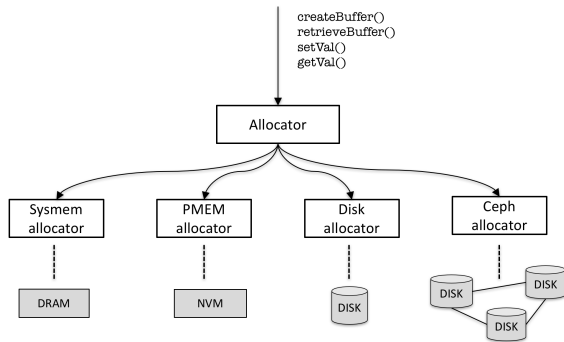 createBuffer()
retrieveBuffer()
setVal()
getVal()
Allocator
Sysmem
allocator
PMEM
allocator
Disk
allocator
Ceph
allocator
DRAM
NVM
DISK
DISK
DISK
DISK